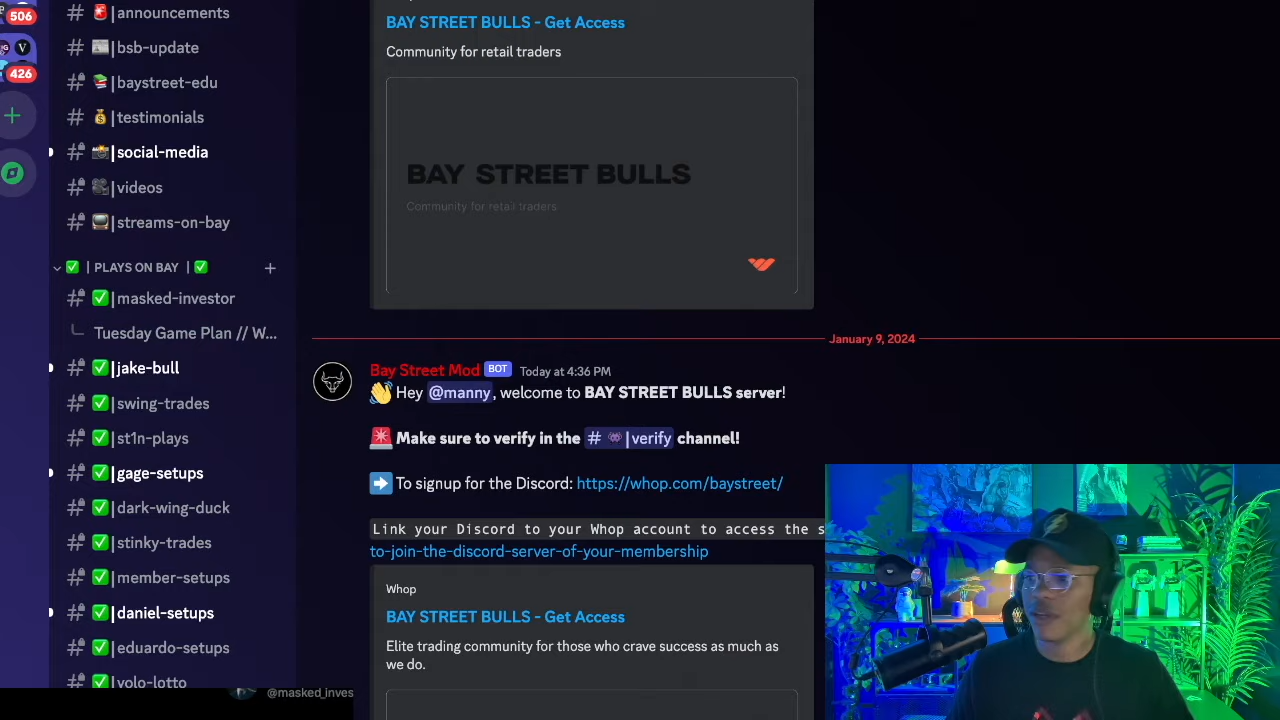 506
V
426
# |announcements
# |bsb-update
# |baystreet-edu
# |testimonials
# |social-media
# |videos
# |streams-on-bay
| PLAYS ON BAY |
# |masked-investor
Tuesday Game Plan // W...
# |jake-bull
# |swing-trades
# |st1n-plays
# |gage-setups
# |dark-wing-duck
# |stinky-trades
# |member-setups
# |daniel-setups
# |eduardo-setups
# |volo-lotto
@masked_inves
BAY STREET BULLS - Get Access
Community for retail traders
BAY STREET BULLS
Community for retail traders
January 9, 2024
Bay Street Mod BOT Today at 4:36 PM
Hey @manny, welcome to BAY STREET BULLS server!
Make sure to verify in the # |verify channel!
To signup for the Discord: https://whop.com/baystreet/
Link your Discord to your Whop account to access the s
to-join-the-discord-server-of-your-membership
Whop
BAY STREET BULLS - Get Access
Elite trading community for those who crave success as much as
we do.